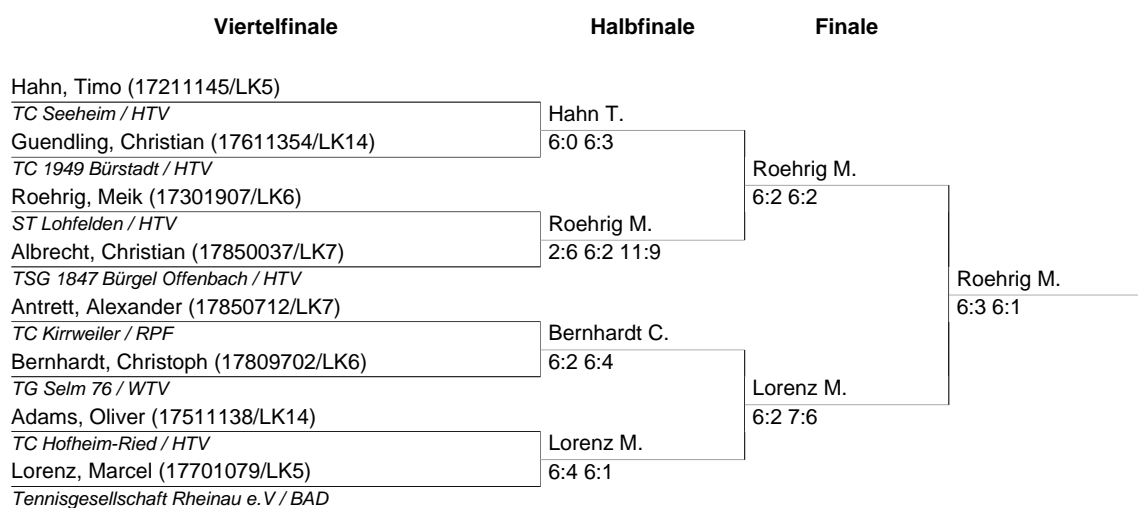 Viertelfinale Halbfinale Finale
Hahn, Timo (17211145/LK5)
TC Seeheim / HTV Hahn T.
Guendling, Christian (17611354/LK14) 6:0 6:3
TC 1949 Bürstadt / HTV Roehrig M.
Roehrig, Meik (17301907/LK6) 6:2 6:2
ST Lohfelden / HTV Roehrig M.
Albrecht, Christian (17850037/LK7) 2:6 6:2 11:9
TSG 1847 Bürgel Offenbach / HTV Roehrig M.
Antrett, Alexander (17850712/LK7) 6:3 6:1
TC Kirrweiler / RPF Bernhardt C.
Bernhardt, Christoph (17809702/LK6) 6:2 6:4
TG Selm 76 / WTV Lorenz M.
Adams, Oliver (17511138/LK14) 6:2 7:6
TC Hofheim-Ried / HTV Lorenz M.
Lorenz, Marcel (17701079/LK5) 6:4 6:1
Tennisgesellschaft Rheinau e.V / BAD